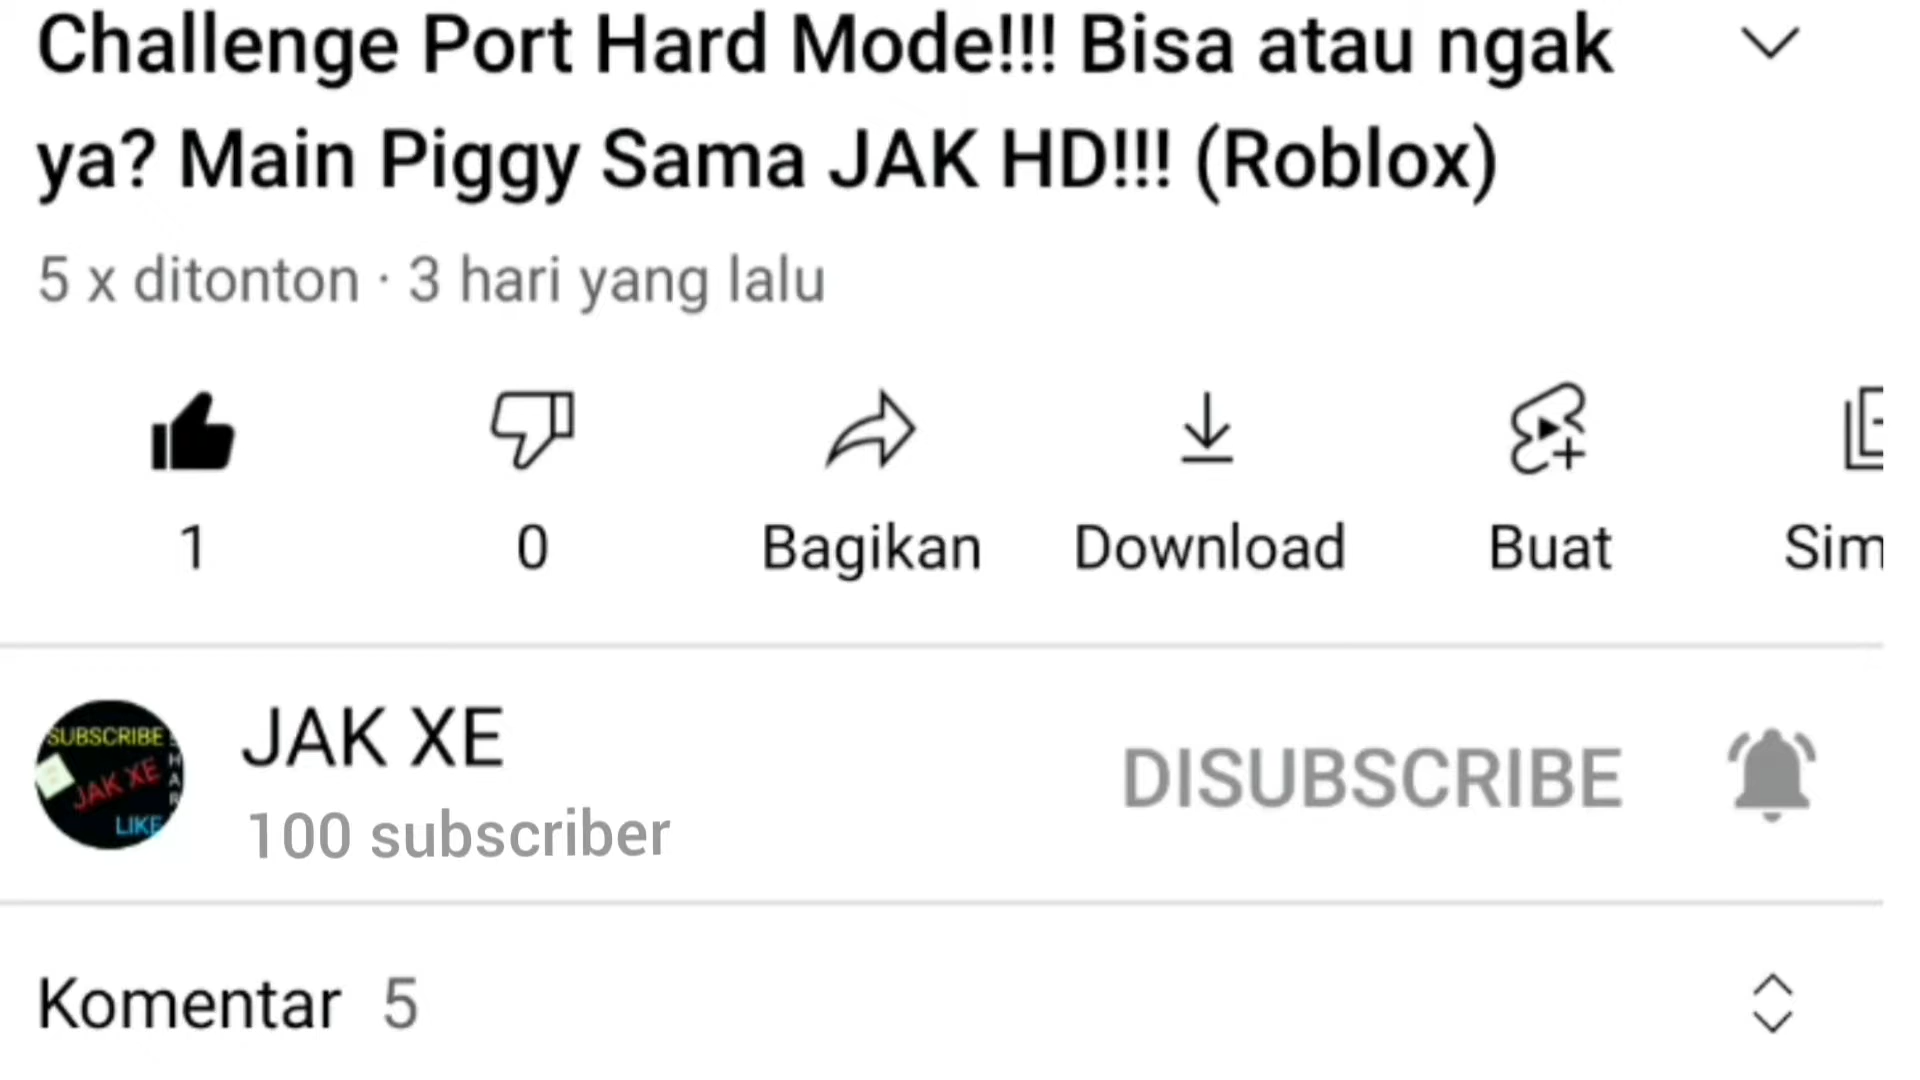 Challenge Port Hard Mode!!! Bisa atau ngak
ya? Main Piggy Sama JAK HD!!! (Roblox)
5 x ditonton · 3 hari yang lalu
1
0
Bagikan
Download
Buat
Sim
SUBSCRIBE
JAK XE
LIKE
JAK XE
100 subscriber
DISUBSCRIBE
Komentar 5